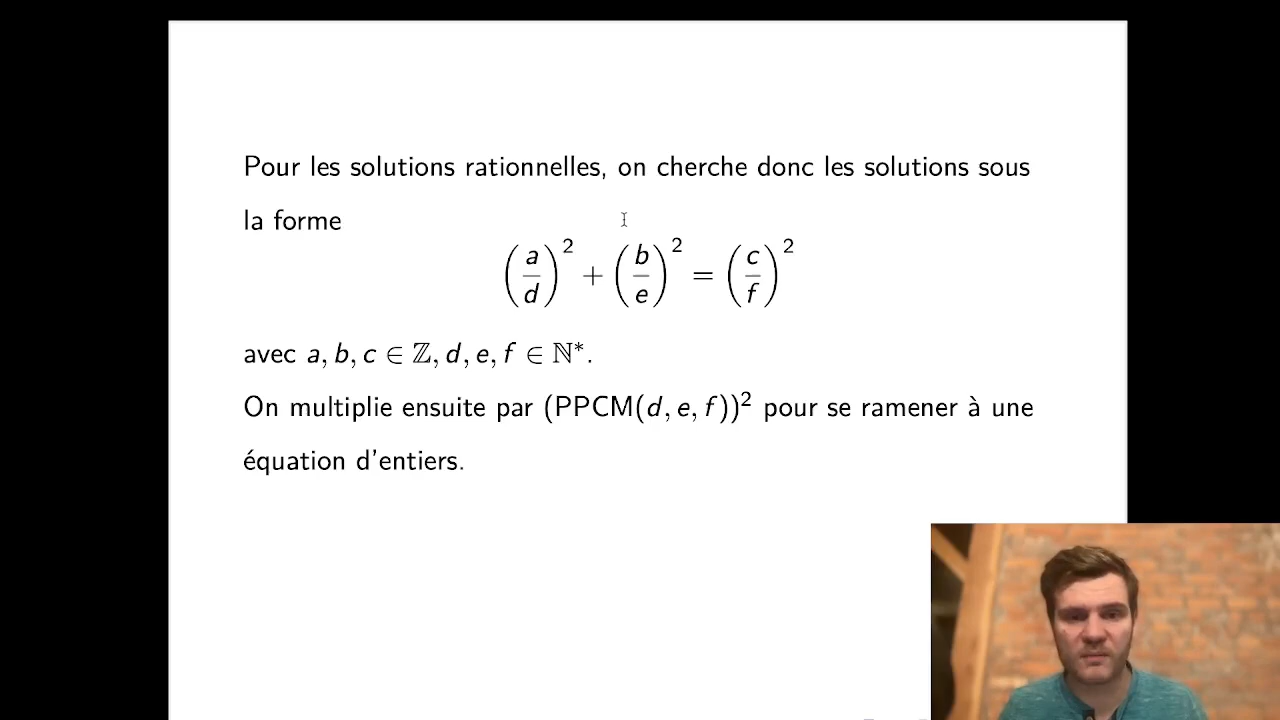 Pour les solutions rationnelles, on cherche donc les solutions sous
la forme
(a/d)² + (b/e)² = (c/f)²
avec a, b, c ∈ ℤ, d, e, f ∈ ℕ*.
On multiplie ensuite par (PPCM(d, e, f))² pour se ramener à une
équation d'entiers.